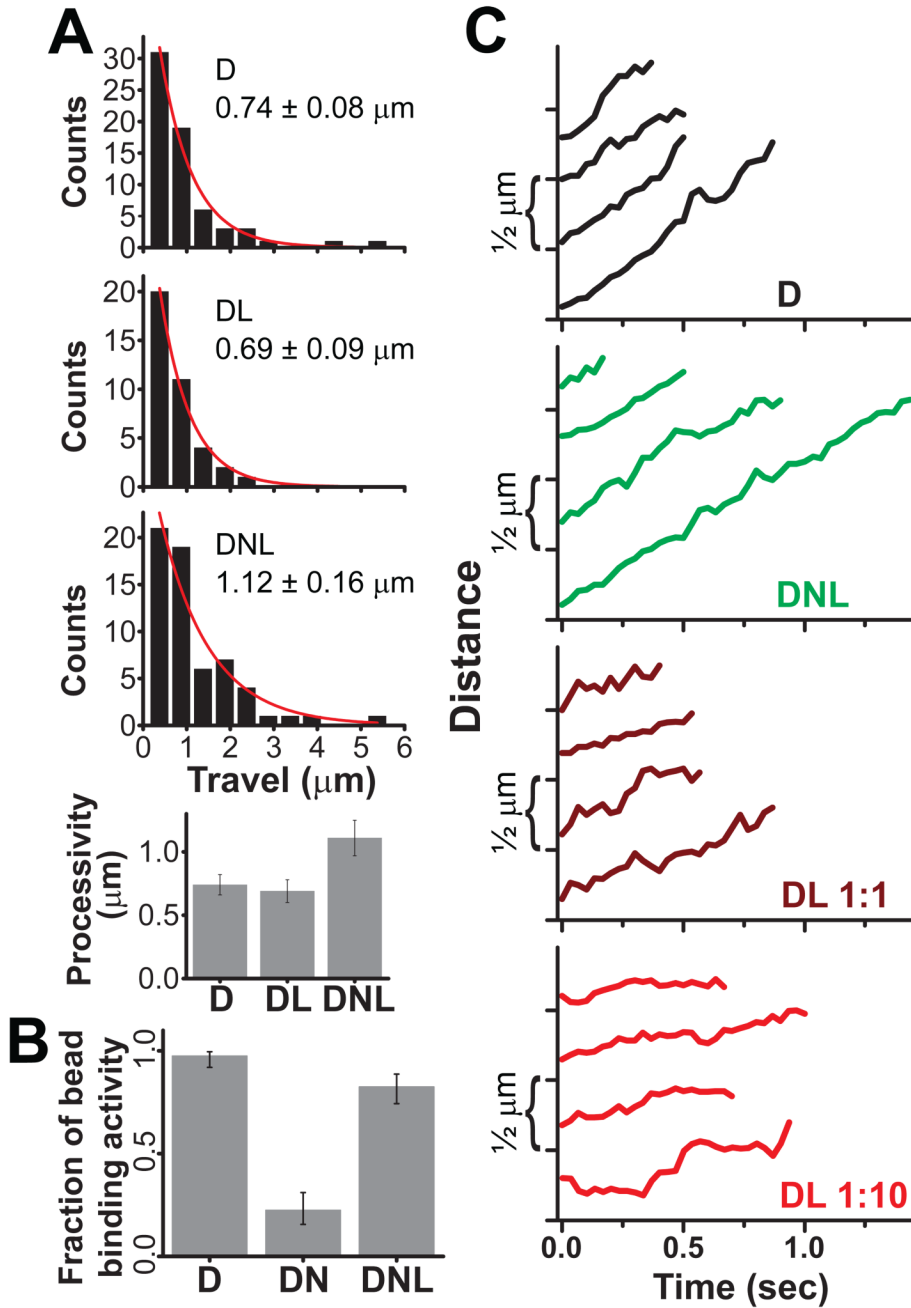 A
30
25
20
15
10
5
0
Counts
D
0.74 ± 0.08 μm
20
15
10
5
0
Counts
DL
0.69 ± 0.09 μm
20
15
10
5
0
Counts
DNL
1.12 ± 0.16 μm
0 1 2 3 4 5 6
Travel (μm)
Processivity
(μm)
1.0
0.5
0.0
D DL DNL
B
Fraction of bead
binding activity
1.0
0.5
0.0
D DN DNL
C
Distance
½ μm
D
½ μm
DNL
½ μm
DL 1:1
½ μm
DL 1:10
0.0 0.5 1.0
Time (sec)